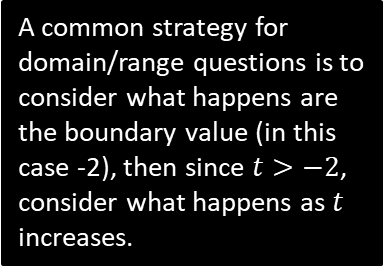 A common strategy for
domain/range questions is to
consider what happens are
the boundary value (in this
case -2), then since t > −2,
consider what happens as t
increases.